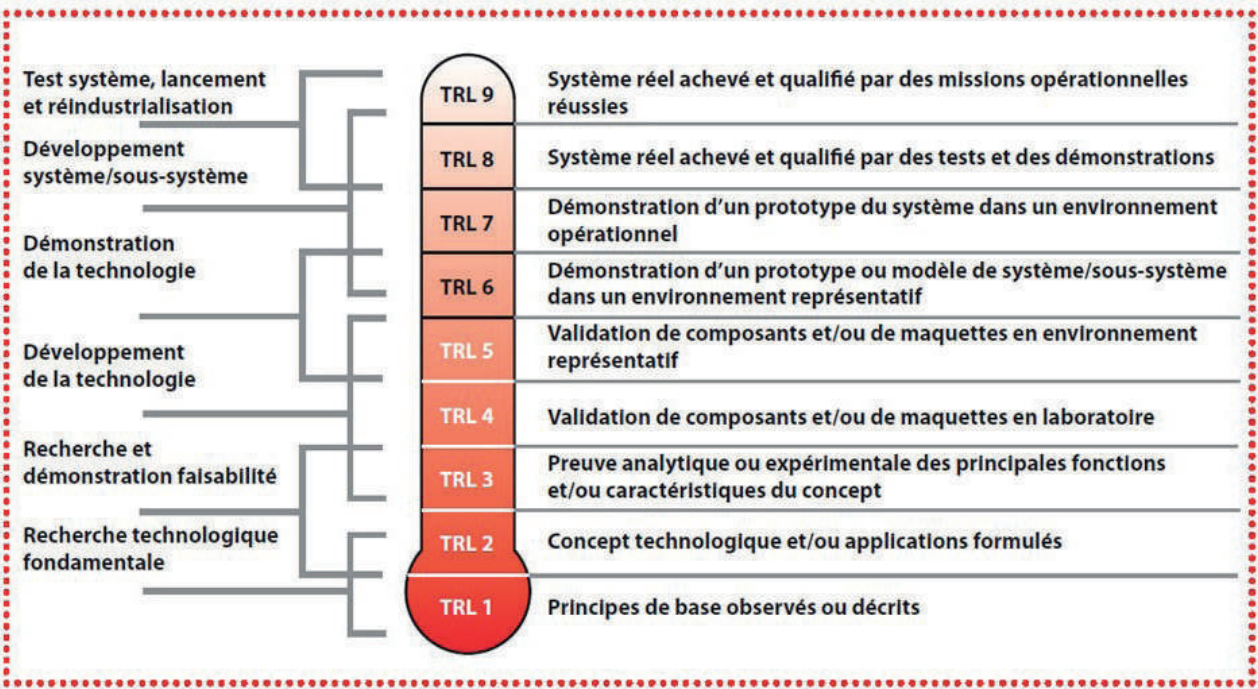 Test système, lancement
et réindustrialisation
Développement
système/sous-système
Démonstration
de la technologie
Développement
de la technologie
Recherche et
démonstration faisabilité
Recherche technologique
fondamentale
TRL 9
TRL 8
TRL 7
TRL 6
TRL 5
TRL 4
TRL 3
TRL 2
TRL 1
Système réel achevé et qualifié par des missions opérationnelles
réussies
Système réel achevé et qualifié par des tests et des démonstrations
Démonstration d’un prototype du système dans un environnement
opérationnel
Démonstration d’un prototype ou modèle de système/sous-système
dans un environnement représentatif
Validation de composants et/ou de maquettes en environnement
représentatif
Validation de composants et/ou de maquettes en laboratoire
Preuve analytique ou expérimentale des principales fonctions
et/ou caractéristiques du concept
Concept technologique et/ou applications formulés
Principes de base observés ou décrits